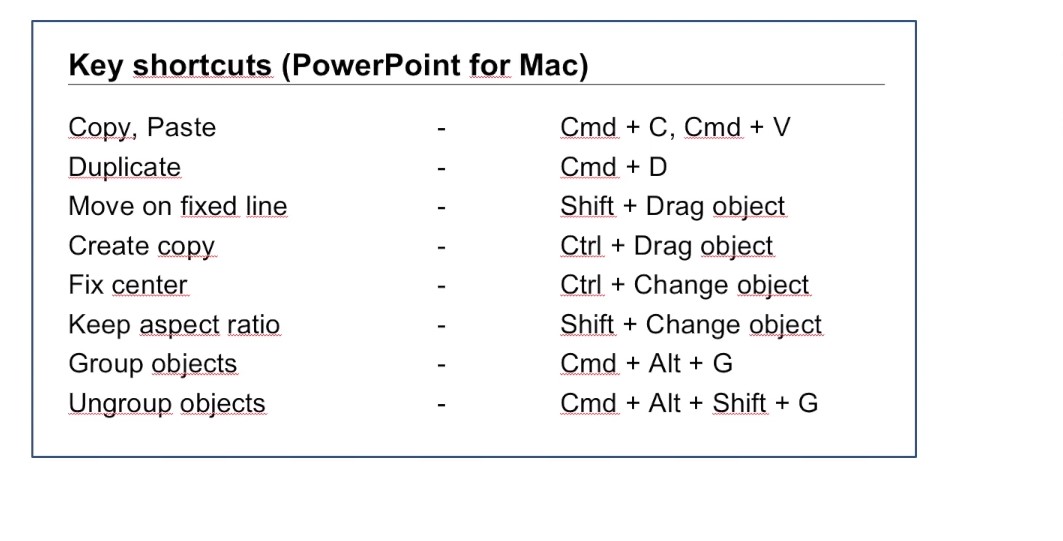 Key shortcuts (PowerPoint for Mac)
Copy, Paste - Cmd + C, Cmd + V
Duplicate - Cmd + D
Move on fixed line - Shift + Drag object
Create copy - Ctrl + Drag object
Fix center - Ctrl + Change object
Keep aspect ratio - Shift + Change object
Group objects - Cmd + Alt + G
Ungroup objects - Cmd + Alt + Shift + G